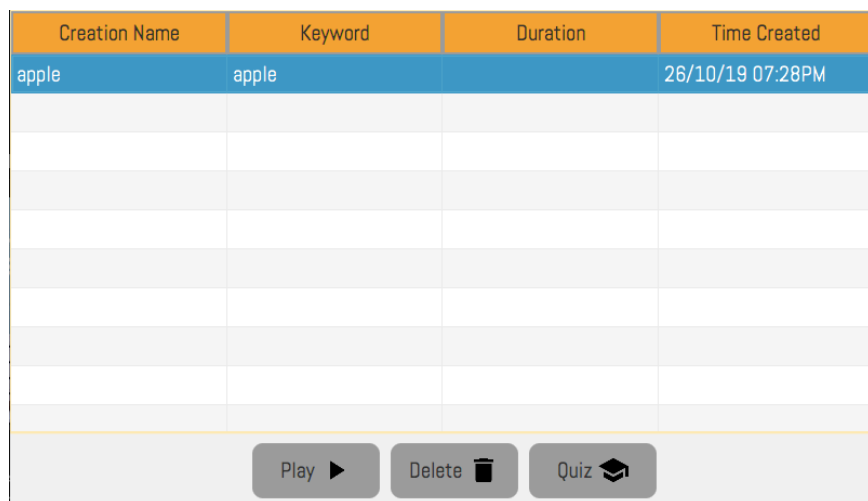 Creation Name Keyword Duration Time Created
apple apple 26/10/19 07:28PM
Play Delete Quiz